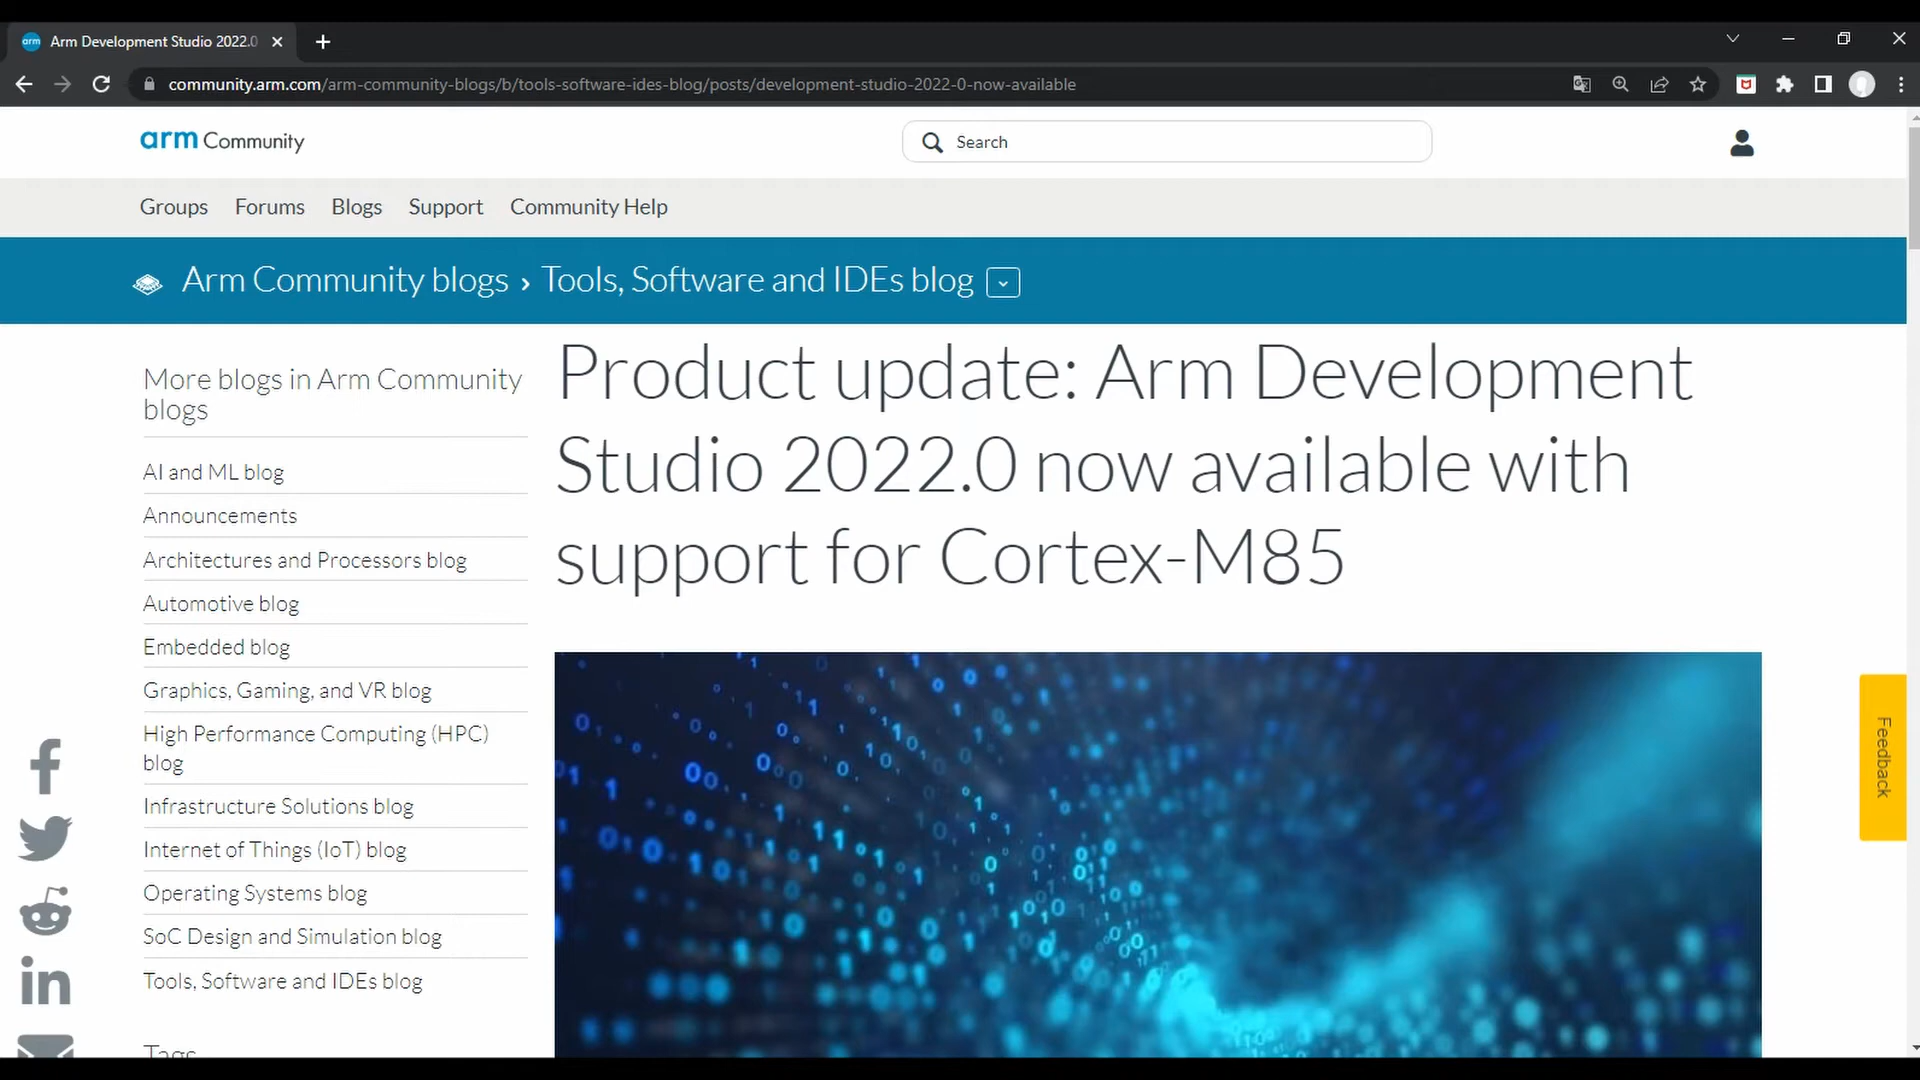 arm Arm Development Studio 2022.0
community.arm.com/arm-community-blogs/b/tools-software-ides-blog/posts/development-studio-2022-0-now-available
arm Community
Search
Groups Forums Blogs Support Community Help
Arm Community blogs › Tools, Software and IDEs blog
Product update: Arm Development
Studio 2022.0 now available with
support for Cortex-M85
More blogs in Arm Community
blogs
AI and ML blog
Announcements
Architectures and Processors blog
Automotive blog
Embedded blog
Graphics, Gaming, and VR blog
High Performance Computing (HPC)
blog
Infrastructure Solutions blog
Internet of Things (IoT) blog
Operating Systems blog
SoC Design and Simulation blog
Tools, Software and IDEs blog
Tags
Feedback